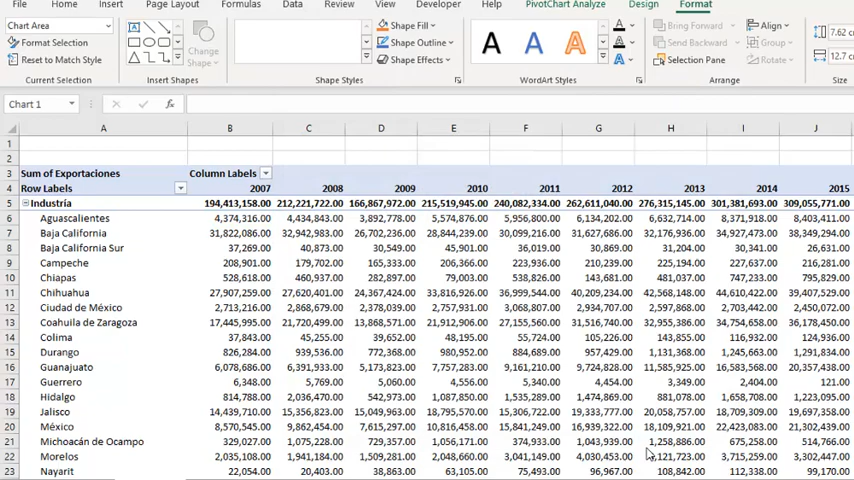 File Home Insert Page Layout Formulas Data Review View Developer Help PivotChart Analyze Design Format
Chart Area
Format Selection
Reset to Match Style
Current Selection
Change Shape
Insert Shapes
Shape Fill
Shape Outline
Shape Effects
Shape Styles
A A A
WordArt Styles
Bring Forward
Send Backward
Selection Pane
Align
Group
Rotate
Arrange
7.62 c
12.7 c
Size
Chart 1 fx
A B C D E F G H I J
1
2
3 Sum of Exportaciones Column Labels
4 Row Labels 2007 2008 2009 2010 2011 2012 2013 2014 2015
5 Industría 194,413,158.00 212,221,722.00 166,867,972.00 215,519,945.00 240,082,334.00 262,611,040.00 276,315,145.00 301,381,693.00 309,055,771.00
6 Aguascalientes 4,374,316.00 4,434,843.00 3,892,778.00 5,574,876.00 5,956,800.00 6,134,202.00 6,632,714.00 8,371,918.00 8,403,411.00
7 Baja California 31,822,086.00 32,942,983.00 26,702,236.00 28,844,239.00 30,099,216.00 31,627,686.00 32,176,936.00 34,927,473.00 38,349,294.00
8 Baja California Sur 37,269.00 40,873.00 30,549.00 45,901.00 36,019.00 30,869.00 31,204.00 30,341.00 26,631.00
9 Campeche 208,901.00 179,702.00 165,333.00 206,366.00 223,936.00 210,239.00 225,194.00 227,637.00 216,281.00
10 Chiapas 528,618.00 460,937.00 282,897.00 79,003.00 538,826.00 143,681.00 481,037.00 747,233.00 795,829.00
11 Chihuahua 27,907,259.00 27,620,401.00 24,367,424.00 33,816,926.00 36,999,544.00 40,209,234.00 42,568,148.00 44,610,422.00 39,407,529.00
12 Ciudad de México 2,713,216.00 2,868,679.00 2,378,039.00 2,757,931.00 3,068,807.00 2,934,707.00 2,597,868.00 2,703,442.00 2,450,072.00
13 Coahuila de Zaragoza 17,445,995.00 21,720,499.00 13,868,571.00 21,912,906.00 27,155,560.00 31,516,740.00 32,955,386.00 34,754,658.00 36,178,450.00
14 Colima 37,843.00 45,255.00 39,652.00 48,195.00 55,724.00 105,226.00 143,855.00 116,932.00 124,936.00
15 Durango 826,284.00 939,536.00 772,368.00 980,952.00 884,689.00 957,429.00 1,131,368.00 1,245,663.00 1,291,834.00
16 Guanajuato 6,078,686.00 6,391,933.00 5,173,823.00 7,757,283.00 9,161,210.00 9,724,828.00 11,585,925.00 16,583,568.00 20,357,438.00
17 Guerrero 6,348.00 5,769.00 5,060.00 4,556.00 5,340.00 4,454.00 3,349.00 2,404.00 121.00
18 Hidalgo 814,788.00 2,036,470.00 542,973.00 1,087,850.00 1,535,289.00 1,474,869.00 881,078.00 1,658,708.00 1,223,095.00
19 Jalisco 14,439,710.00 15,356,823.00 15,049,963.00 18,795,570.00 15,306,722.00 19,333,777.00 20,058,757.00 18,709,309.00 19,697,358.00
20 México 8,570,545.00 9,862,454.00 7,615,297.00 10,816,458.00 15,841,290.00 16,939,322.00 18,109,921.00 22,423,083.00 21,302,439.00
21 Michoacán de Ocampo 329,027.00 1,075,228.00 729,357.00 1,056,171.00 374,933.00 1,043,939.00 1,258,886.00 675,258.00 514,766.00
22 Morelos 2,035,108.00 1,941,184.00 1,509,281.00 2,048,660.00 3,041,149.00 4,030,453.00 3,715,259.00 3,302,447.00
23 Nayarit 22,054.00 20,403.00 38,863.00 63,105.00 75,493.00 96,967.00 108,842.00 112,338.00 99,170.00